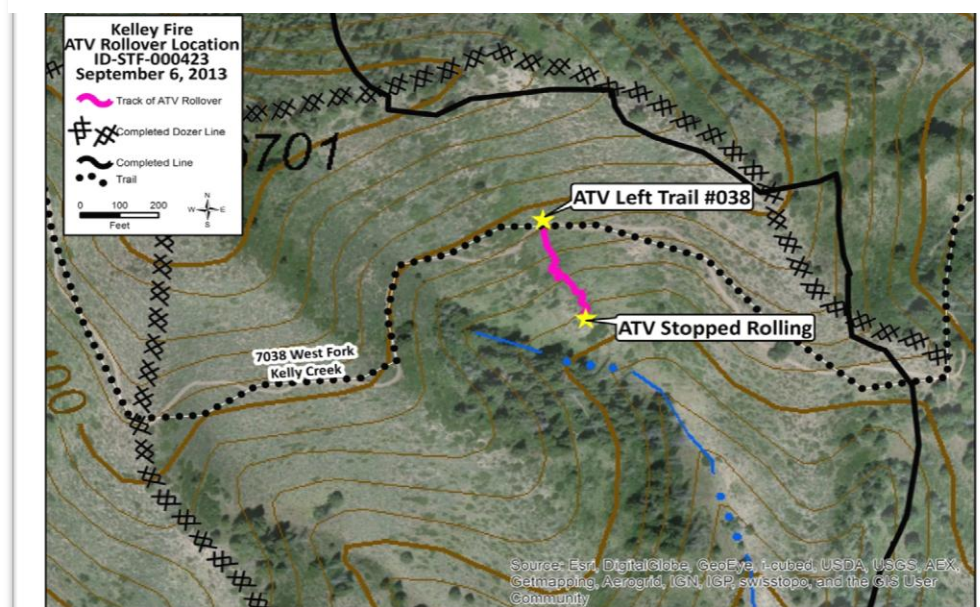 Kelley Fire
ATV Rollover Location
ID-STF-000423
September 6, 2013
Track of ATV Rollover
Completed Dozer Line
Completed Line
Trail
0 100 200
Feet
N
W E
S
6701
ATV Left Trail #038
ATV Stopped Rolling
7038 West Fork
Kelly Creek
00
Source: Esri, DigitalGlobe, GeoEye, i-cubed, USDA, USGS, AEX,
Getmapping, Aerogrid, IGN, IGP, swisstopo, and the GIS User
Community